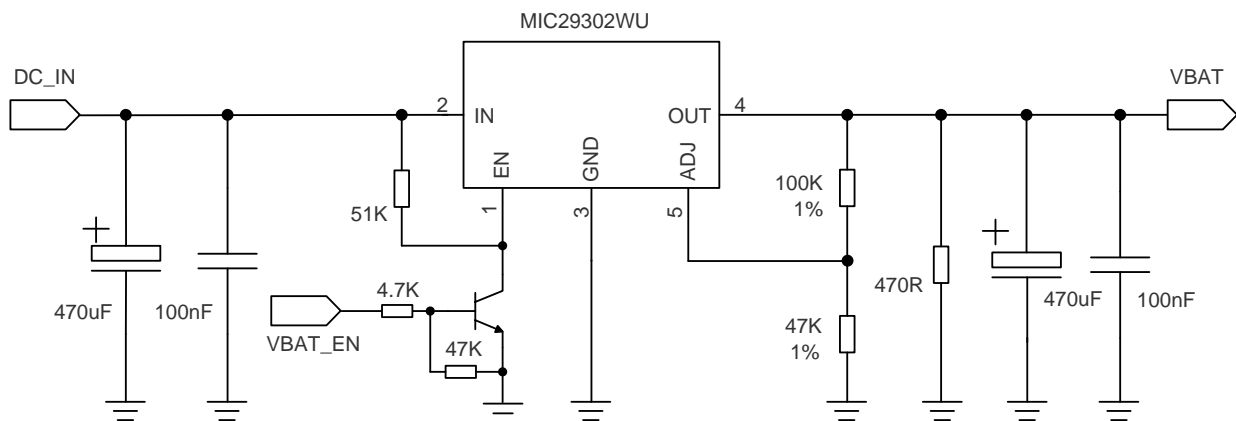 MIC29302WU
DC_IN
VBAT
2
IN
OUT
4
EN
GND
ADJ
1
3
5
51K
100K
1%
470uF
100nF
4.7K
VBAT_EN
47K
47K
1%
470R
470uF
100nF